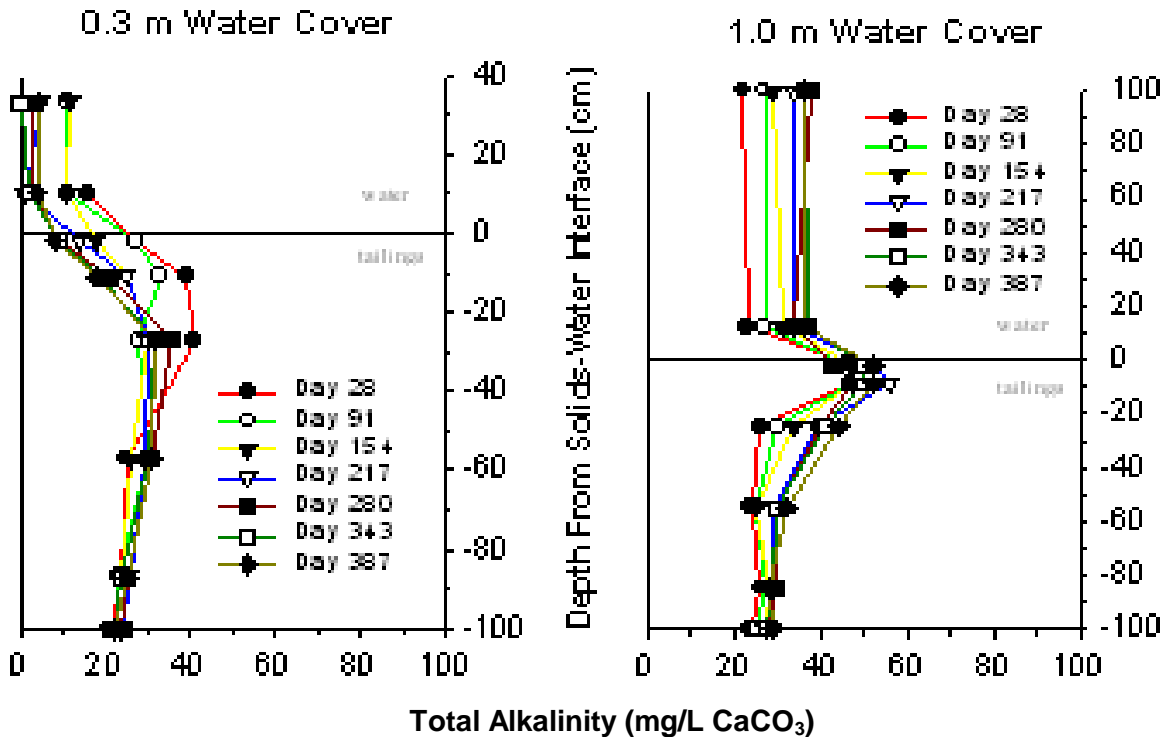 0.3 m Water Cover
40
20
0
-20
-40
-60
-80
-100
water
tailings
Day 28
Day 91
Day 154
Day 217
Day 280
Day 343
Day 387
0 20 40 60 80 100
Depth From Solids-Water Interface (cm)
1.0 m Water Cover
100
80
60
40
20
0
-20
-40
-60
-80
-100
Day 28
Day 91
Day 154
Day 217
Day 280
Day 343
Day 387
water
tailings
0 20 40 60 80 100
Total Alkalinity (mg/L CaCO₃)